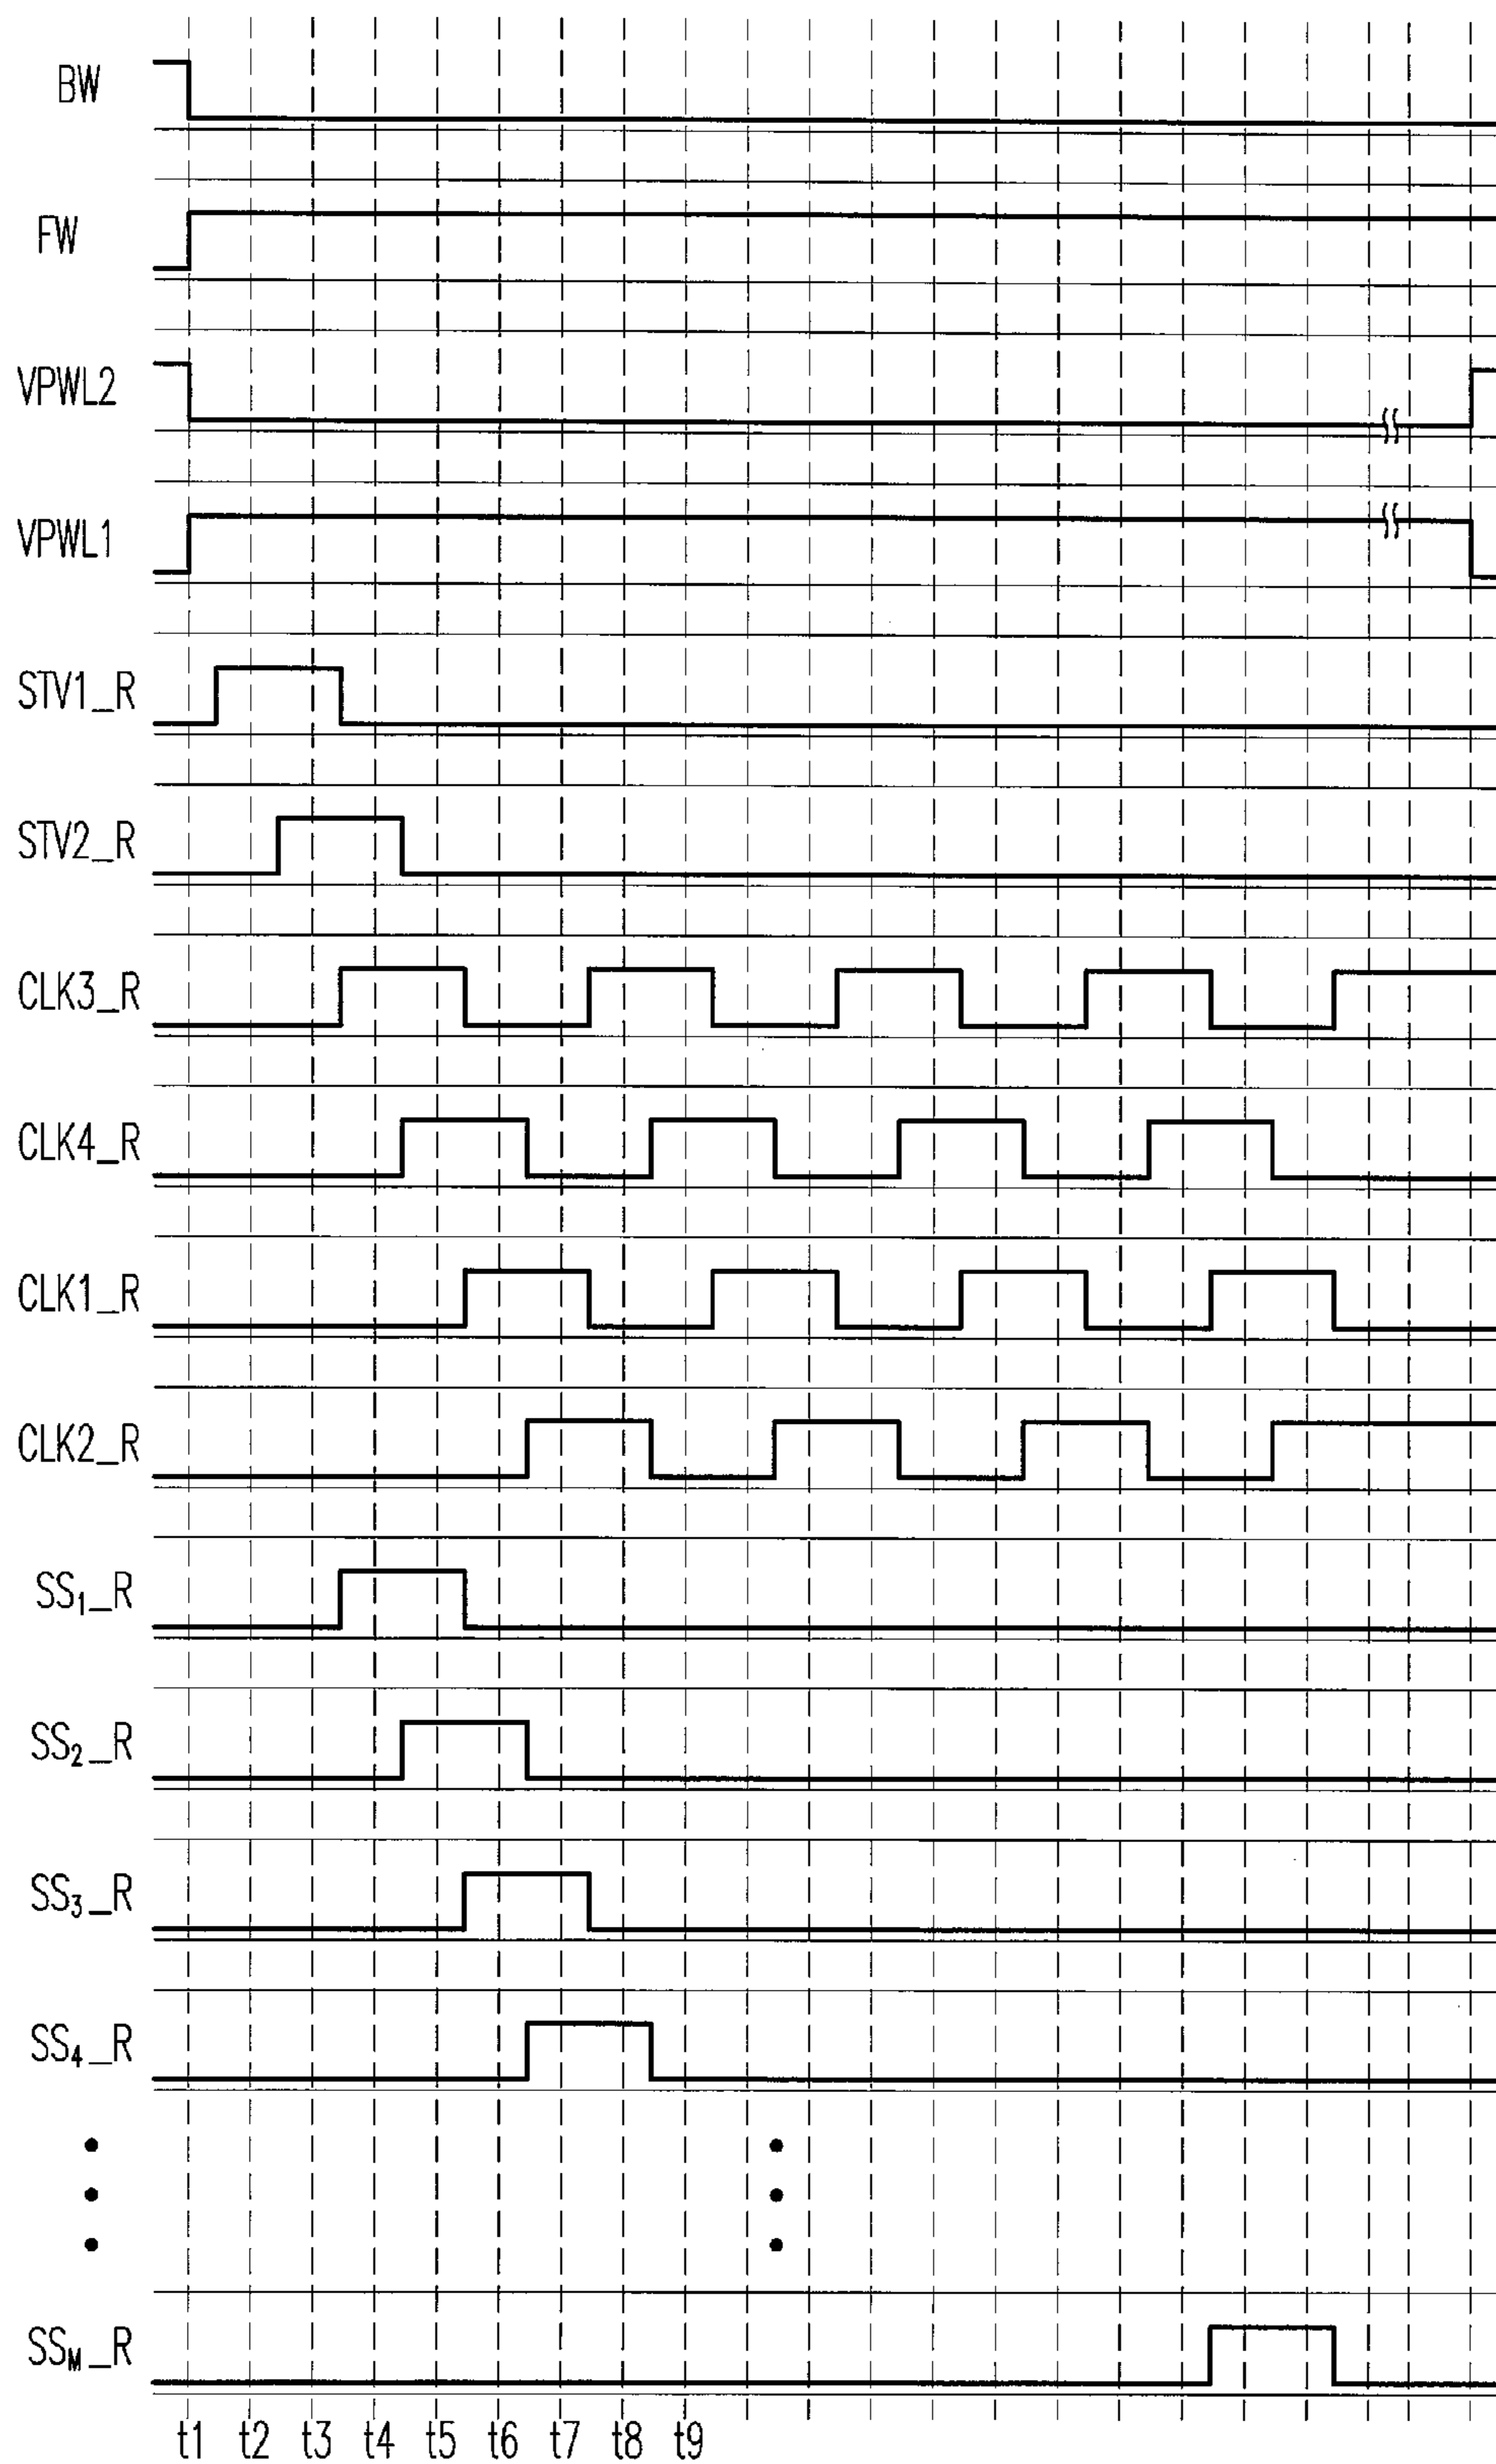 BW
FW
VPWL2
VPWL1
STV1_R
STV2_R
CLK3_R
CLK4_R
CLK1_R
CLK2_R
SS₁_R
SS₂_R
SS₃_R
SS₄_R
SS_M_R
t1 t2 t3 t4 t5 t6 t7 t8 t9